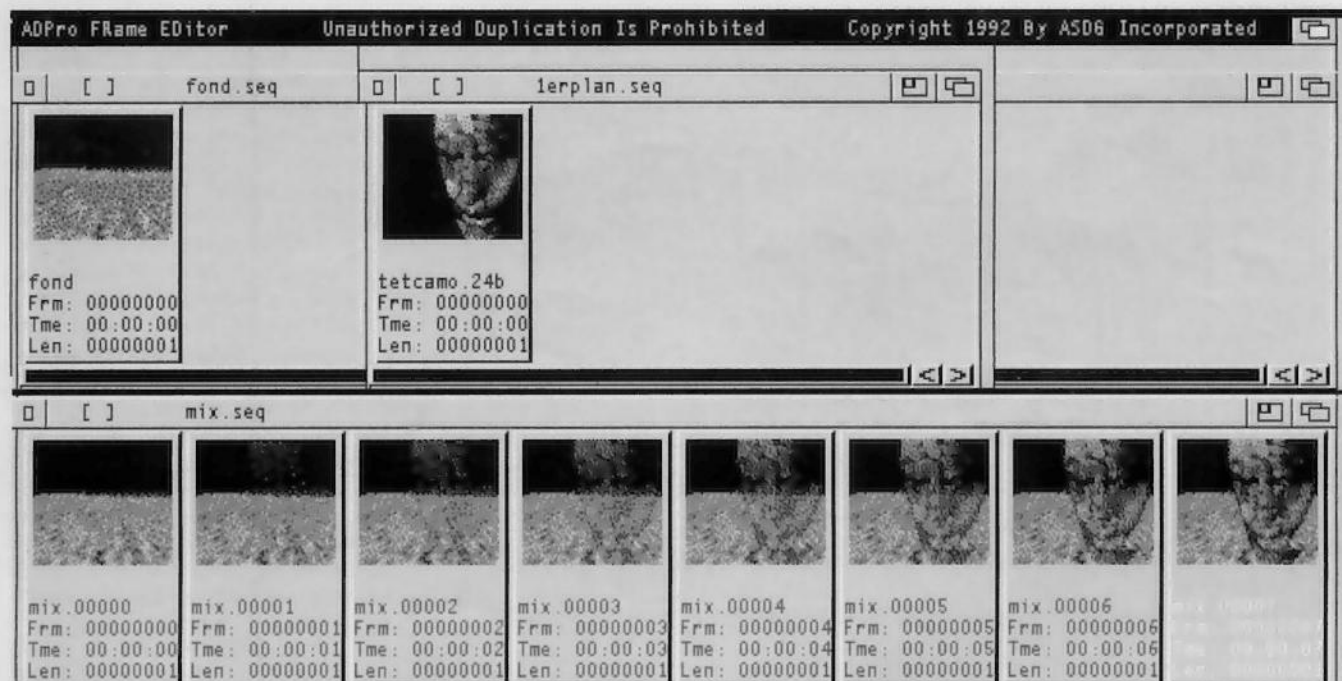 ADPro FRame EDitor Unauthorized Duplication Is Prohibited Copyright 1992 By ASDG Incorporated
[ ] fond.seq
[ ] 1erplan.seq
fond
Frm: 00000000
Tme: 00:00:00
Len: 00000001
tetcamo.24b
Frm: 00000000
Tme: 00:00:00
Len: 00000001
< >
< >
[ ] mix.seq
mix.00000
Frm: 00000000
Tme: 00:00:00
Len: 00000001
mix.00001
Frm: 00000001
Tme: 00:00:01
Len: 00000001
mix.00002
Frm: 00000002
Tme: 00:00:02
Len: 00000001
mix.00003
Frm: 00000003
Tme: 00:00:03
Len: 00000001
mix.00004
Frm: 00000004
Tme: 00:00:04
Len: 00000001
mix.00005
Frm: 00000005
Tme: 00:00:05
Len: 00000001
mix.00006
Frm: 00000006
Tme: 00:00:06
Len: 00000001
mix.00007